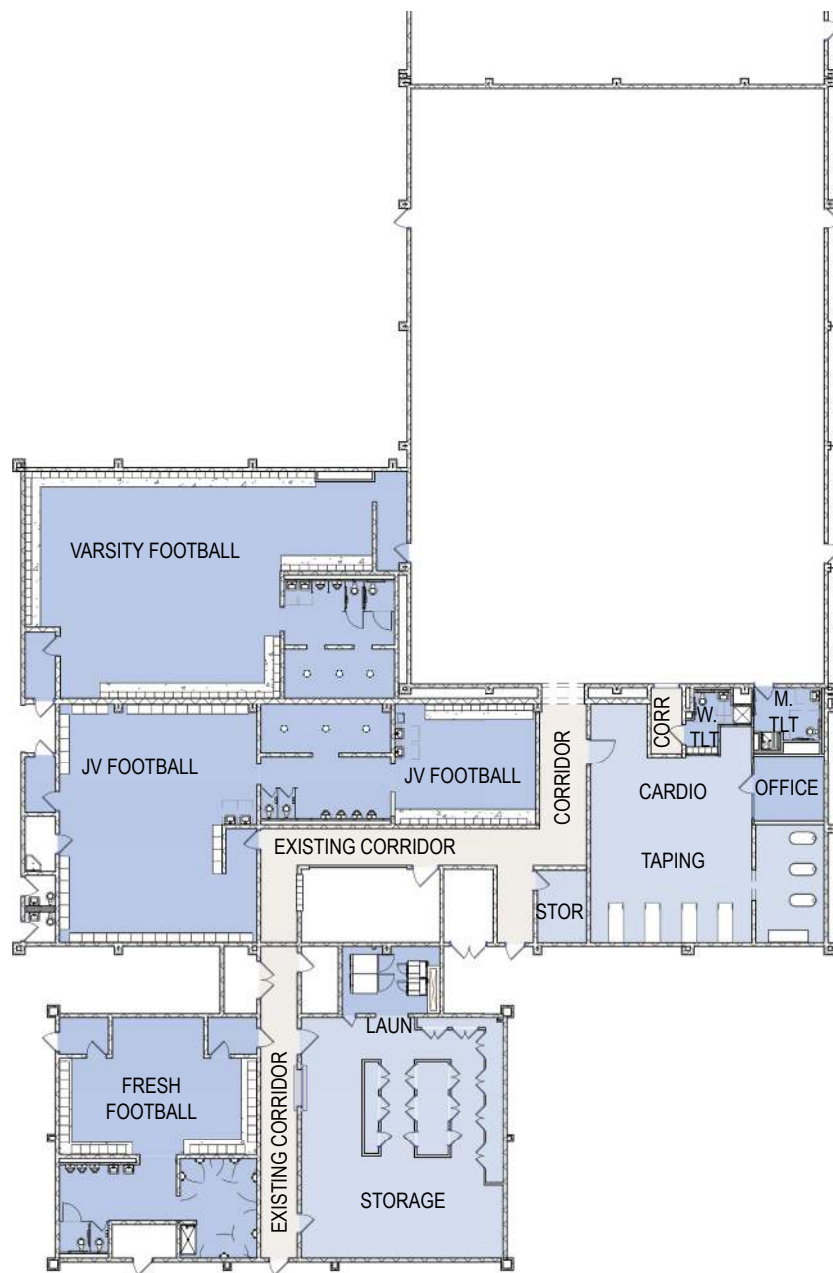 VARSITY FOOTBALL
CORR
W.
TLT
M.
TLT
JV FOOTBALL
JV FOOTBALL
CORRIDOR
CARDIO
OFFICE
EXISTING CORRIDOR
TAPING
STOR
LAUN
FRESH
FOOTBALL
EXISTING CORRIDOR
STORAGE